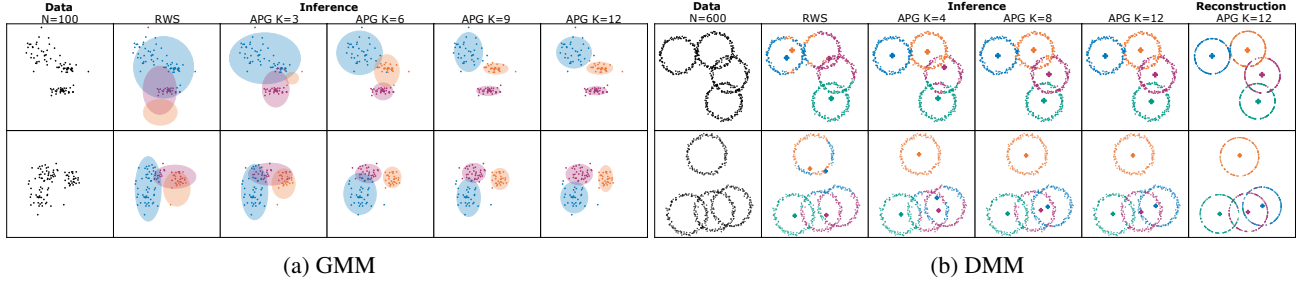 Data
N=100
Inference
RWS
APG K=3
APG K=6
APG K=9
APG K=12
Data
N=600
Inference
RWS
APG K=4
APG K=8
APG K=12
Reconstruction
APG K=12
(a) GMM
(b) DMM